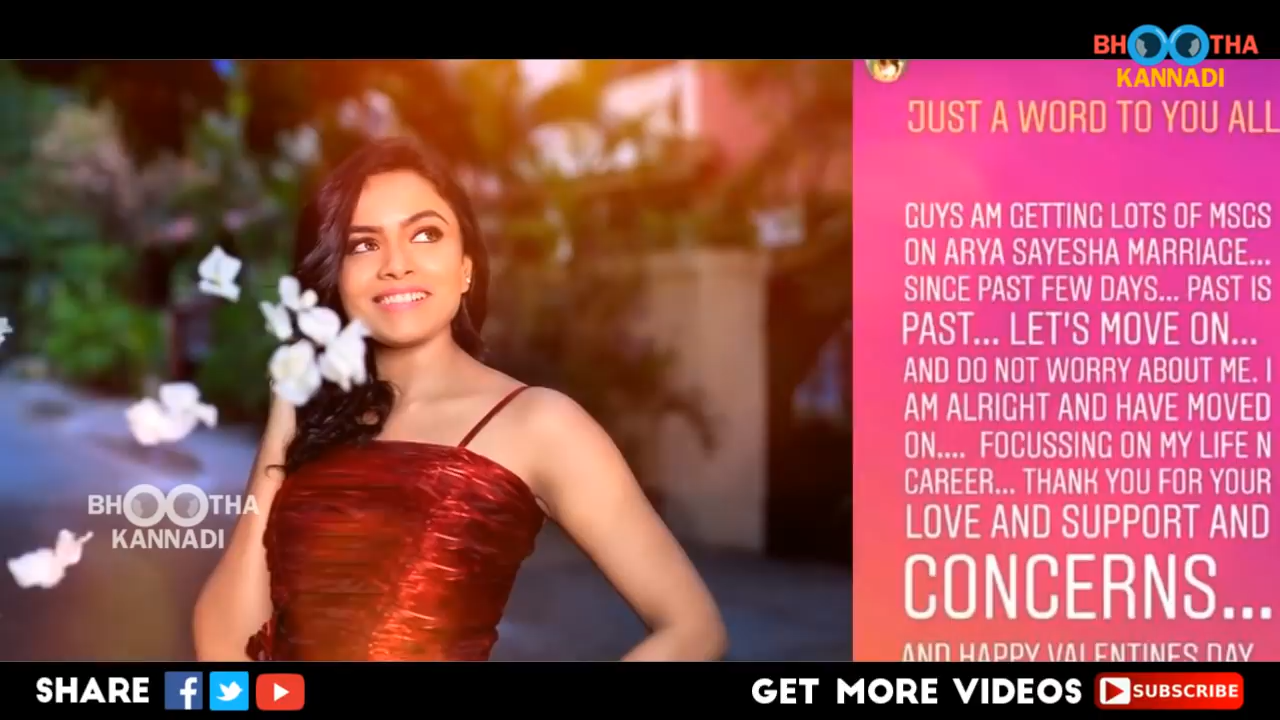 BHOOTHA
KANNADI
JUST A WORD TO YOU ALL
GUYS AM GETTING LOTS OF MSGS
ON ARYA SAYESHA MARRIAGE...
SINCE PAST FEW DAYS... PAST IS
PAST... LET'S MOVE ON...
AND DO NOT WORRY ABOUT ME. I
AM ALRIGHT AND HAVE MOVED
ON.... FOCUSSING ON MY LIFE N
CAREER... THANK YOU FOR YOUR
LOVE AND SUPPORT AND
CONCERNS...
AND HAPPY VALENTINES DAY
BHOOTHA
KANNADI
SHARE
GET MORE VIDEOS
SUBSCRIBE